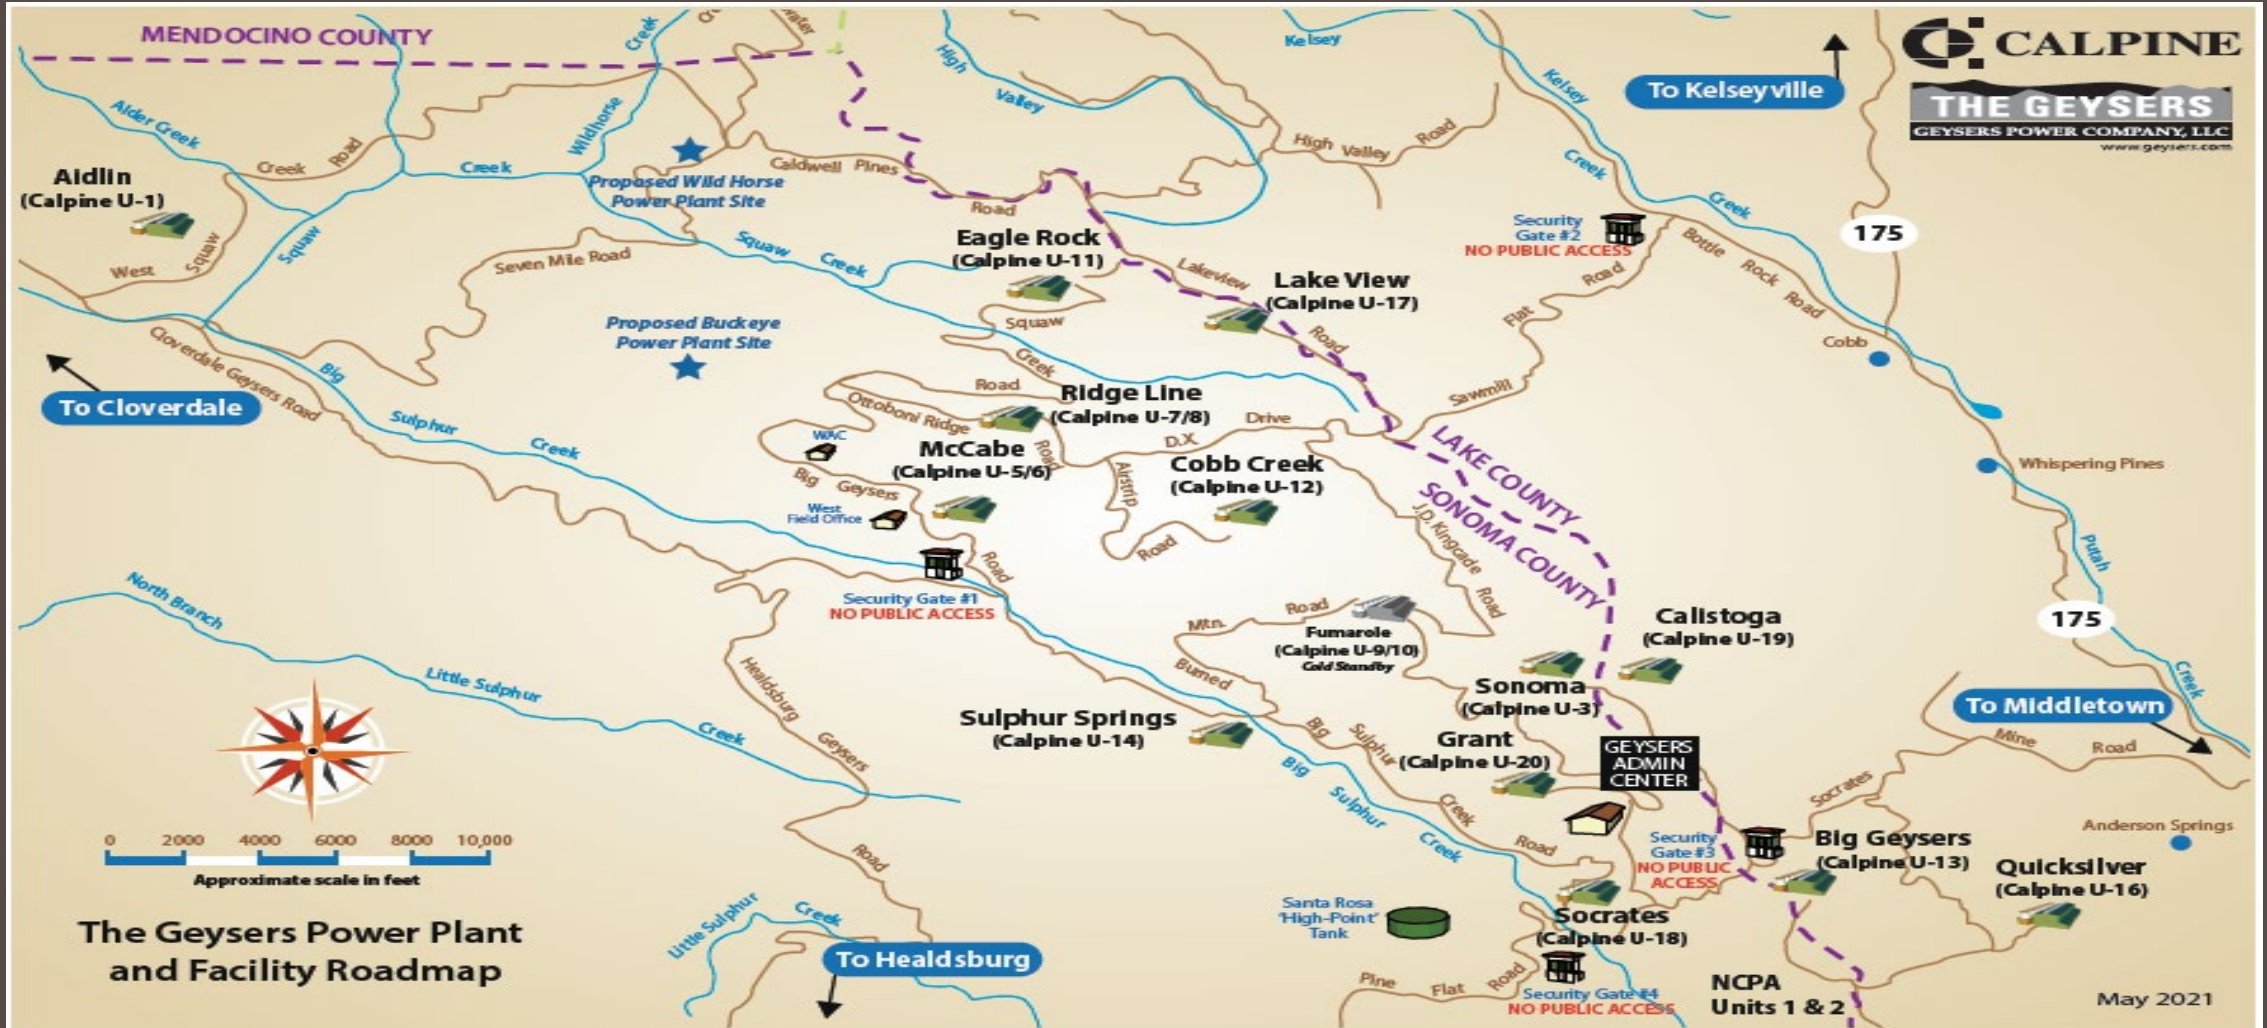 MENDOCINO COUNTY
Creek
Water
High
Valley
Kelsey
Kelsey
Creek
Creek
To Kelseyville
CALPINE
THE GEYSERS
GEYSERS POWER COMPANY, LLC
www.geysers.com
Alder Creek
Creek
Road
Creek
Wildhorse
Aidlin
(Calpine U-1)
West
Squaw
Squaw
Proposed Wild Horse
Power Plant Site
Caldwell Pines
Road
High Valley
Road
Seven Mile Road
Squaw
Creek
Eagle Rock
(Calpine U-11)
Lakeview
Road
Lake View
(Calpine U-17)
Security
Gate #2
NO PUBLIC ACCESS
Bottle Rock Road
175
Sawmill
Flat
Road
Cobb
Proposed Buckeye
Power Plant Site
Squaw
Creek
Road
To Cloverdale
Cloverdale Geysers Road
Big
Sulphur
Creek
Ottoboni Ridge
Road
Ridge Line
(Calpine U-7/8)
D.X.
Drive
WAC
McCabe
(Calpine U-5/6)
Big Geysers
Road
West
Field Office
Airstrip
Road
Cobb Creek
(Calpine U-12)
LAKE COUNTY
SONOMA COUNTY
J.D. Kingcade
Road
Whispering Pines
Putah
Creek
175
Security Gate #1
NO PUBLIC ACCESS
North Branch
Little Sulphur
Creek
Healdsburg
Geysers
Road
Mtn.
Road
Burned
Fumarole
(Calpine U-9/10)
Cold Standby
Calistoga
(Calpine U-19)
Sonoma
(Calpine U-3)
To Middletown
Mine
Road
Socrates
Sulphur Springs
(Calpine U-14)
Big
Sulphur
Creek
Road
Big
Sulphur
Creek
Grant
(Calpine U-20)
GEYSERS
ADMIN
CENTER
Security
Gate #3
NO PUBLIC
ACCESS
Big Geysers
(Calpine U-13)
Anderson Springs
Quicksilver
(Calpine U-16)
0 2000 4000 6000 8000 10,000
Approximate scale in feet
The Geysers Power Plant
and Facility Roadmap
Little Sulphur
Creek
To Healdsburg
Santa Rosa
'High-Point'
Tank
Socrates
(Calpine U-18)
Pine
Flat
Road
Security Gate #4
NO PUBLIC ACCESS
NCPA
Units 1 & 2
May 2021